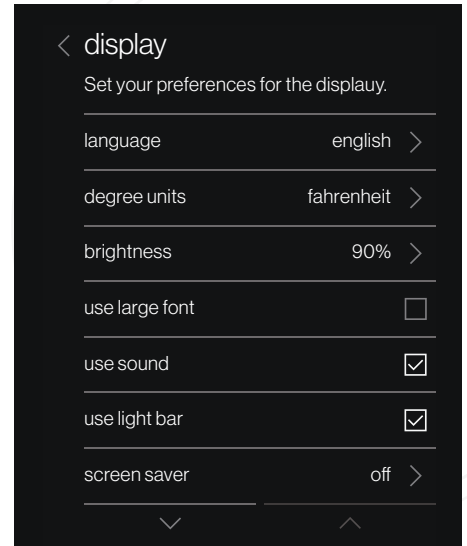 display
Set your preferences for the displauy.
language english
degree units fahrenheit
brightness 90%
use large font
use sound
use light bar
screen saver off